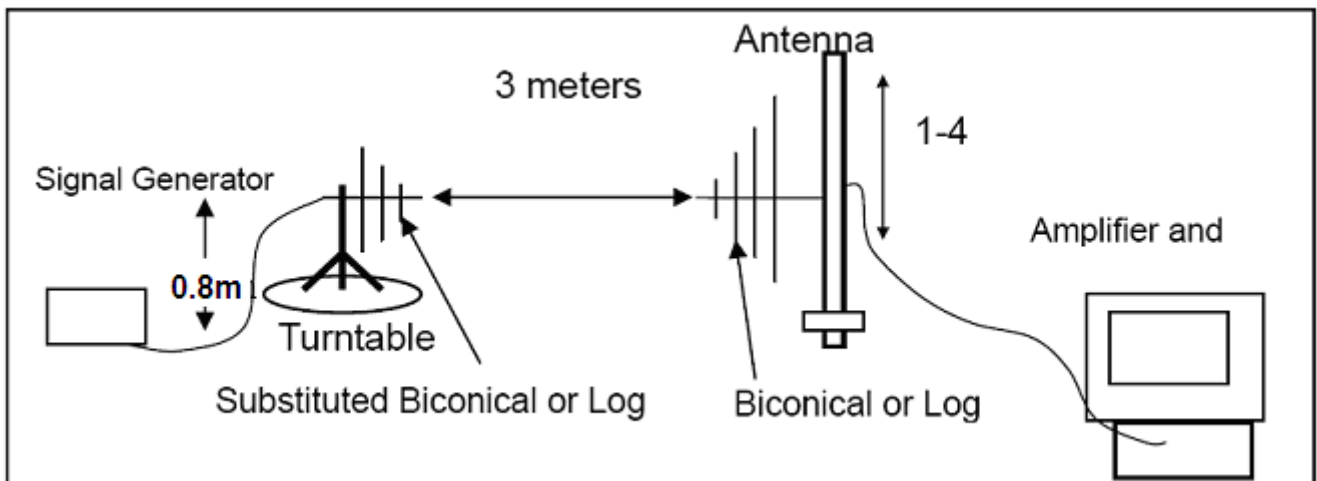 Antenna
3 meters
1-4
Signal Generator
0.8m
Amplifier and
Turntable
Substituted Biconical or Log
Biconical or Log